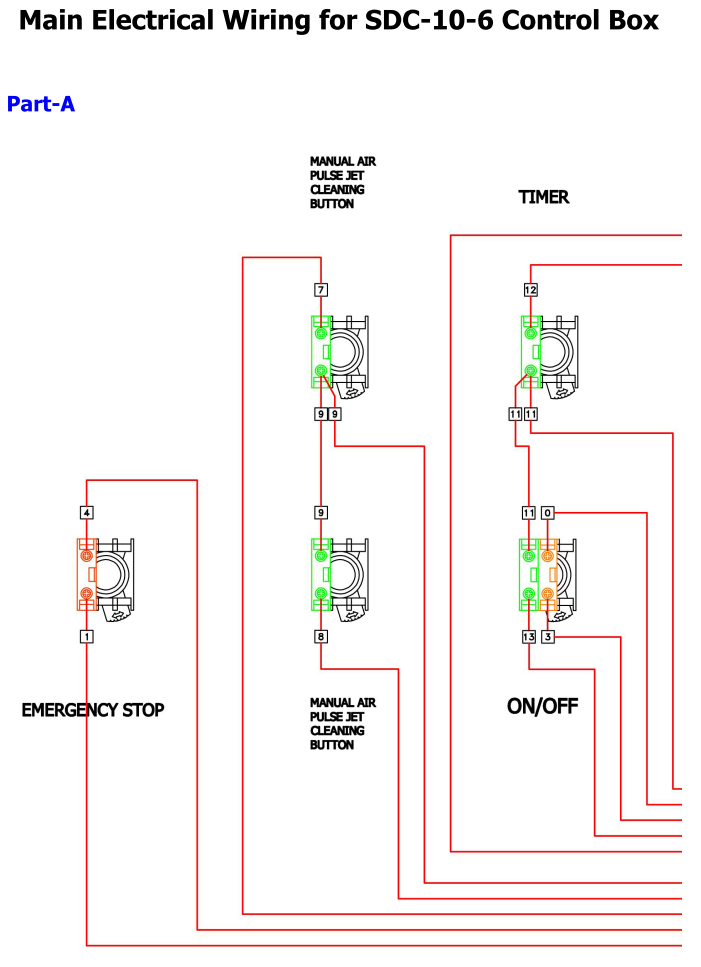 Main Electrical Wiring for SDC-10-6 Control Box
Part-A
MANUAL AIR
PULSE JET
CLEANING
BUTTON
TIMER
7
12
9 9
11 11
4
9
11 0
1
8
13 3
EMERGENCY STOP
MANUAL AIR
PULSE JET
CLEANING
BUTTON
ON/OFF